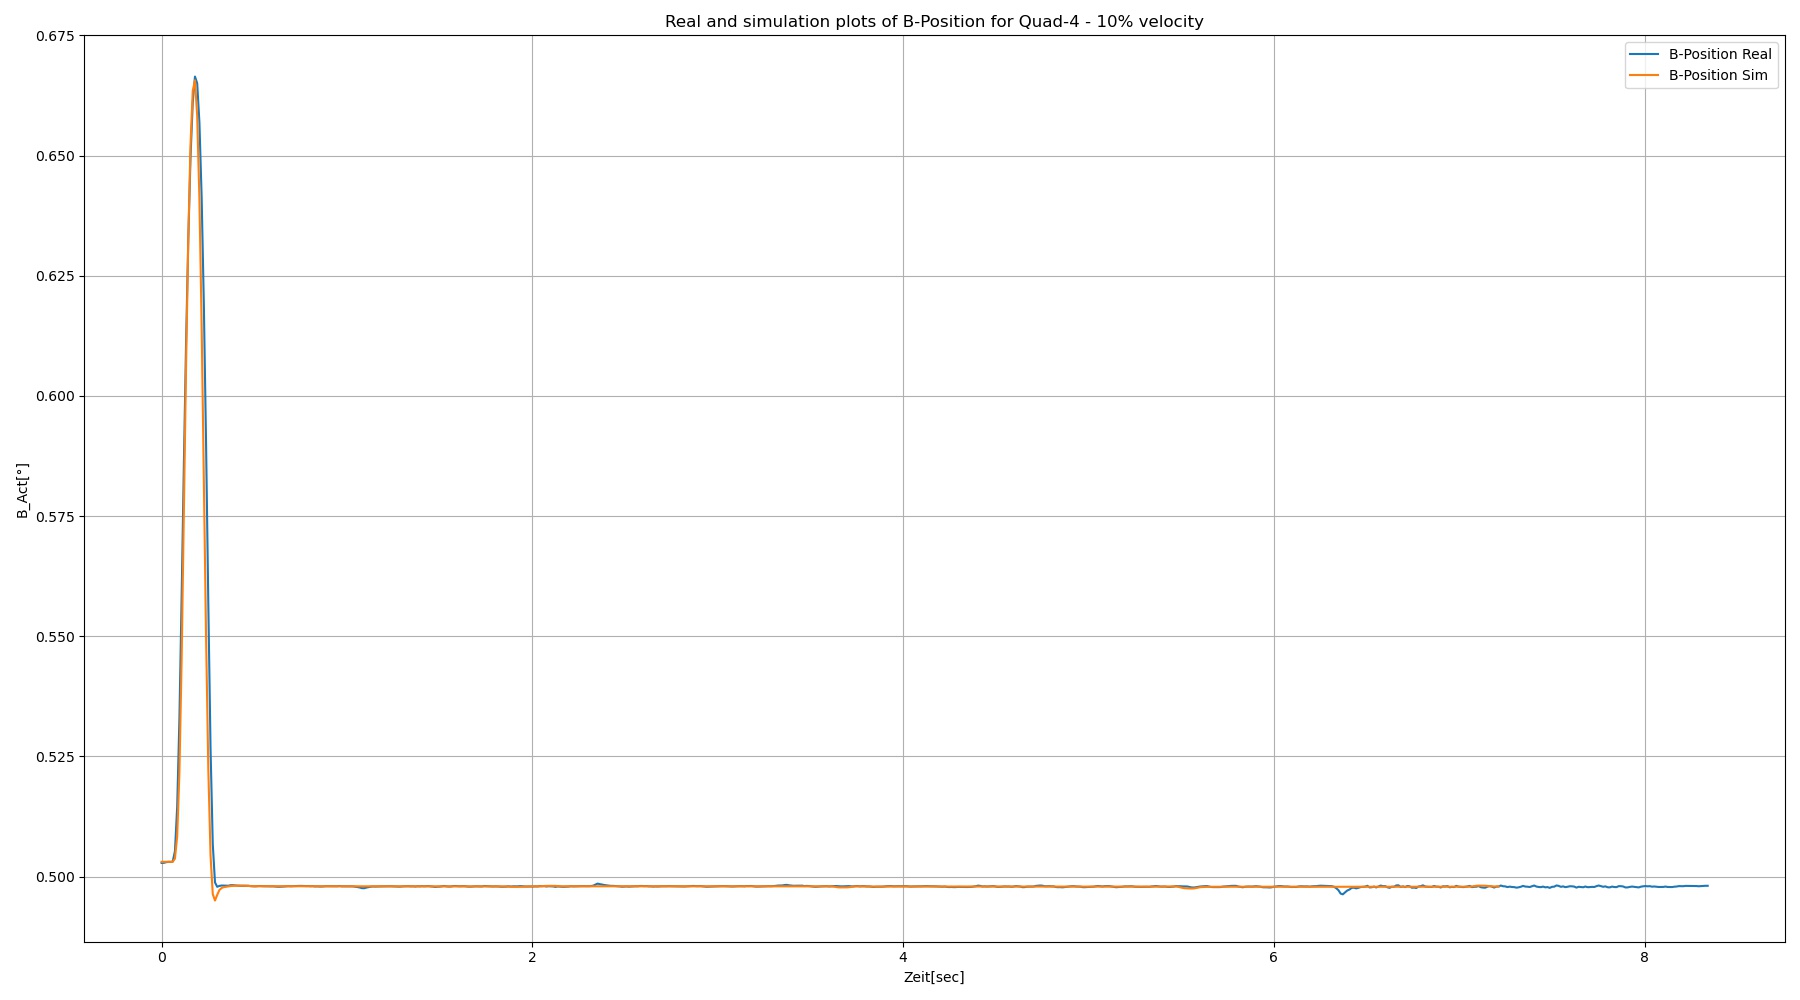 Real and simulation plots of B-Position for Quad-4 - 10% velocity
B-Position Real
B-Position Sim
B_Act[°]
0.675
0.650
0.625
0.600
0.575
0.550
0.525
0.500
0
2
4
6
8
Zeit[sec]